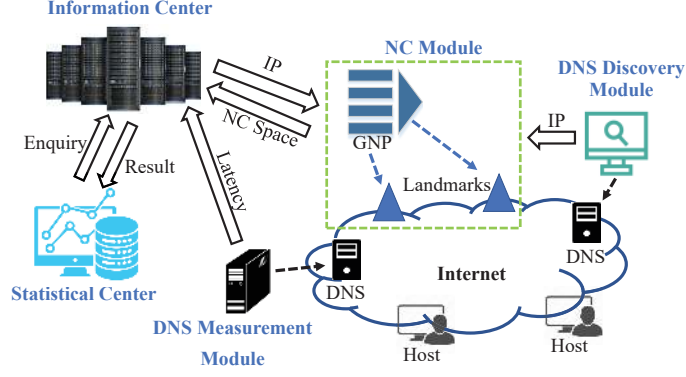 Information Center
NC Module
DNS Discovery
Module
IP
NC Space
GNP
IP
Enquiry
Result
Latency
Landmarks
Statistical Center
DNS
DNS
Internet
DNS Measurement
Module
Host
Host